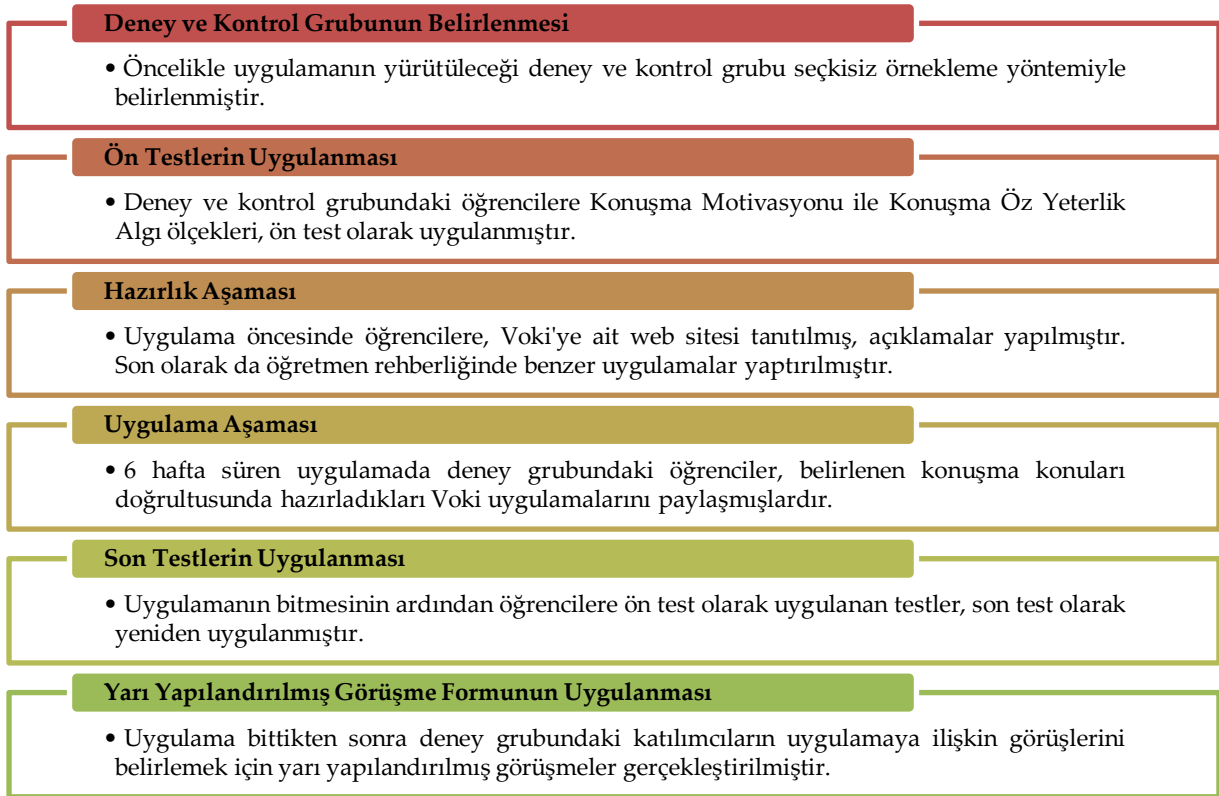 Deney ve Kontrol Grubunun Belirlenmesi
• Öncelikle uygulamanın yürütüleceği deney ve kontrol grubu seçkisiz örnekleme yöntemiyle
belirlenmiştir.
Ön Testlerin Uygulanması
• Deney ve kontrol grubundaki öğrencilere Konuşma Motivasyonu ile Konuşma Öz Yeterlik
Algı ölçekleri, ön test olarak uygulanmıştır.
Hazırlık Aşaması
• Uygulama öncesinde öğrencilere, Voki'ye ait web sitesi tanıtılmış, açıklamalar yapılmıştır.
Son olarak da öğretmen rehberliğinde benzer uygulamalar yaptırılmıştır.
Uygulama Aşaması
• 6 hafta süren uygulamada deney grubundaki öğrenciler, belirlenen konuşma konuları
doğrultusunda hazırladıkları Voki uygulamalarını paylaşmışlardır.
Son Testlerin Uygulanması
• Uygulamanın bitmesinin ardından öğrencilere ön test olarak uygulanan testler, son test olarak
yeniden uygulanmıştır.
Yarı Yapılandırılmış Görüşme Formunun Uygulanması
• Uygulama bittikten sonra deney grubundaki katılımcıların uygulamaya ilişkin görüşlerini
belirlemek için yarı yapılandırılmış görüşmeler gerçekleştirilmiştir.